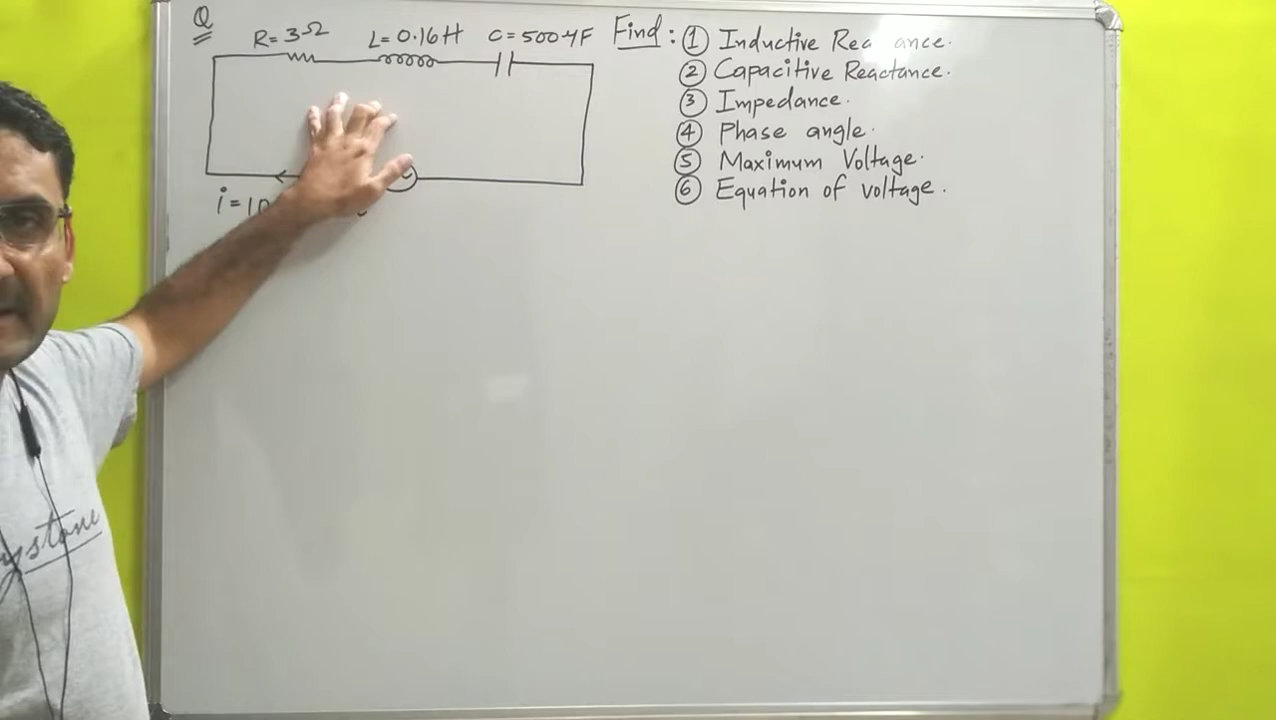 Q
R=3Ω L=0.16H C=500μF
i=10
Find: ① Inductive Rea ance.
② Capacitive Reactance.
③ Impedance.
④ Phase angle.
⑤ Maximum Voltage.
⑥ Equation of voltage.
ystone